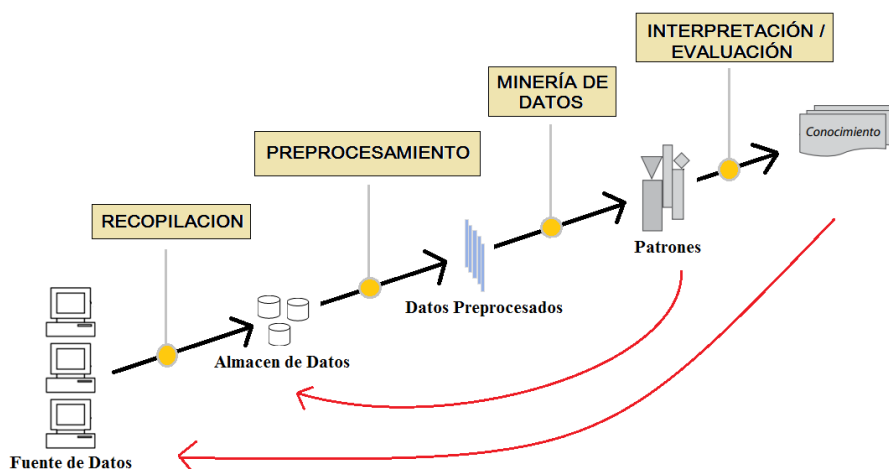 INTERPRETACIÓN /
EVALUACIÓN
MINERÍA DE
DATOS
Conocimiento
PREPROCESAMIENTO
RECOPILACION
Patrones
Datos Preprocesados
Almacen de Datos
Fuente de Datos